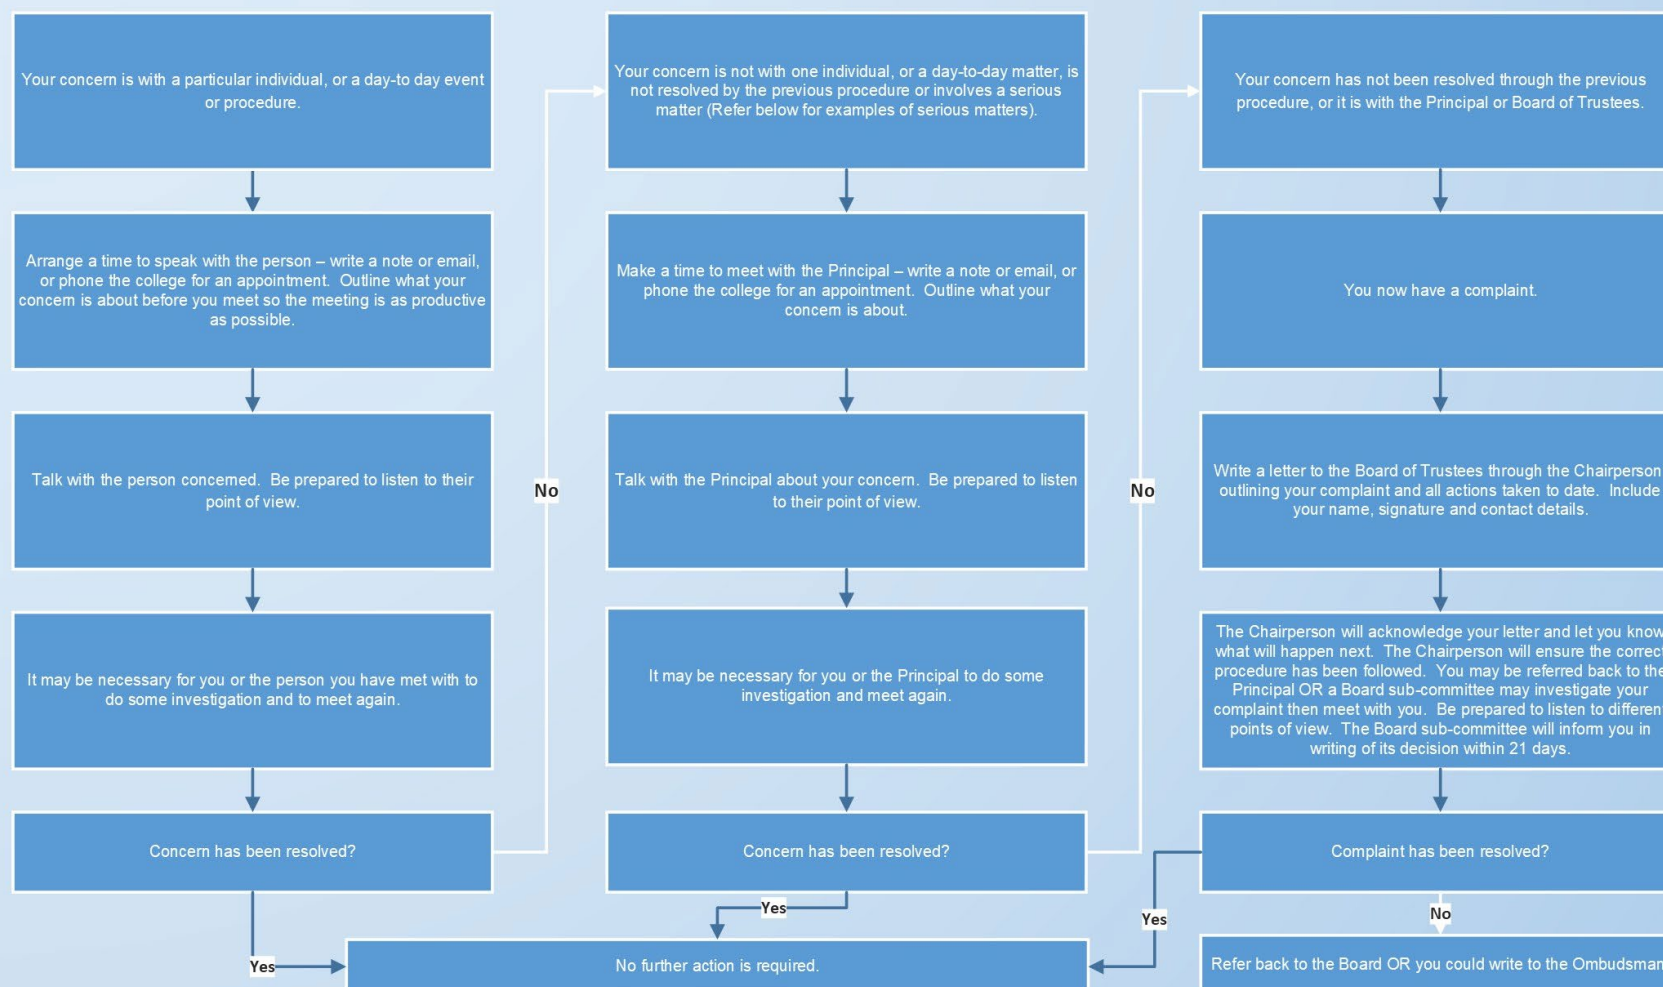 Your concern is with a particular individual, or a day-to day event
or procedure.
Arrange a time to speak with the person – write a note or email,
or phone the college for an appointment. Outline what your
concern is about before you meet so the meeting is as productive
as possible.
Talk with the person concerned. Be prepared to listen to their
point of view.
It may be necessary for you or the person you have met with to
do some investigation and to meet again.
Concern has been resolved?
Yes
No
Your concern is not with one individual, or a day-to-day matter, is
not resolved by the previous procedure or involves a serious
matter (Refer below for examples of serious matters).
Make a time to meet with the Principal – write a note or email, or
phone the college for an appointment. Outline what your
concern is about.
Talk with the Principal about your concern. Be prepared to listen
to their point of view.
It may be necessary for you or the Principal to do some
investigation and meet again.
Concern has been resolved?
Yes
No
No further action is required.
Your concern has not been resolved through the previous
procedure, or it is with the Principal or Board of Trustees.
You now have a complaint.
Write a letter to the Board of Trustees through the Chairperson
outlining your complaint and all actions taken to date. Include
your name, signature and contact details.
The Chairperson will acknowledge your letter and let you know
what will happen next. The Chairperson will ensure the correct
procedure has been followed. You may be referred back to the
Principal OR a Board sub-committee may investigate your
complaint then meet with you. Be prepared to listen to different
points of view. The Board sub-committee will inform you in
writing of its decision within 21 days.
Complaint has been resolved?
Yes
No
Refer back to the Board OR you could write to the Ombudsman